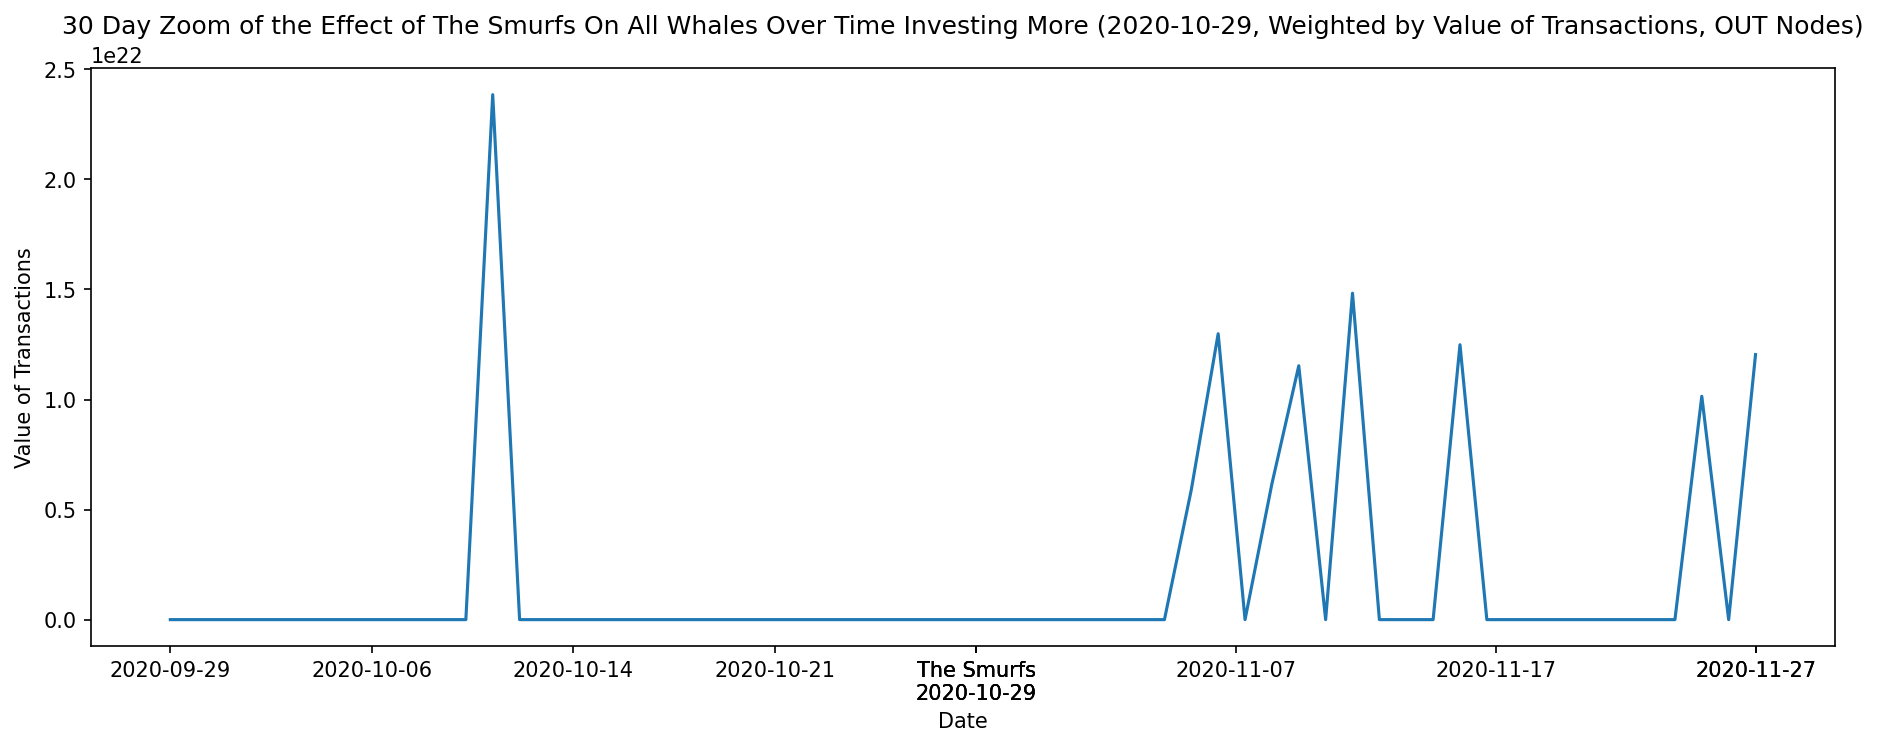 30 Day Zoom of the Effect of The Smurfs On All Whales Over Time Investing More (2020-10-29, Weighted by Value of Transactions, OUT Nodes)
1e22
2.5
2.0
1.5
1.0
0.5
0.0
Value of Transactions
2020-09-29
2020-10-06
2020-10-14
2020-10-21
The Smurfs
2020-10-29
2020-11-07
2020-11-17
2020-11-27
Date